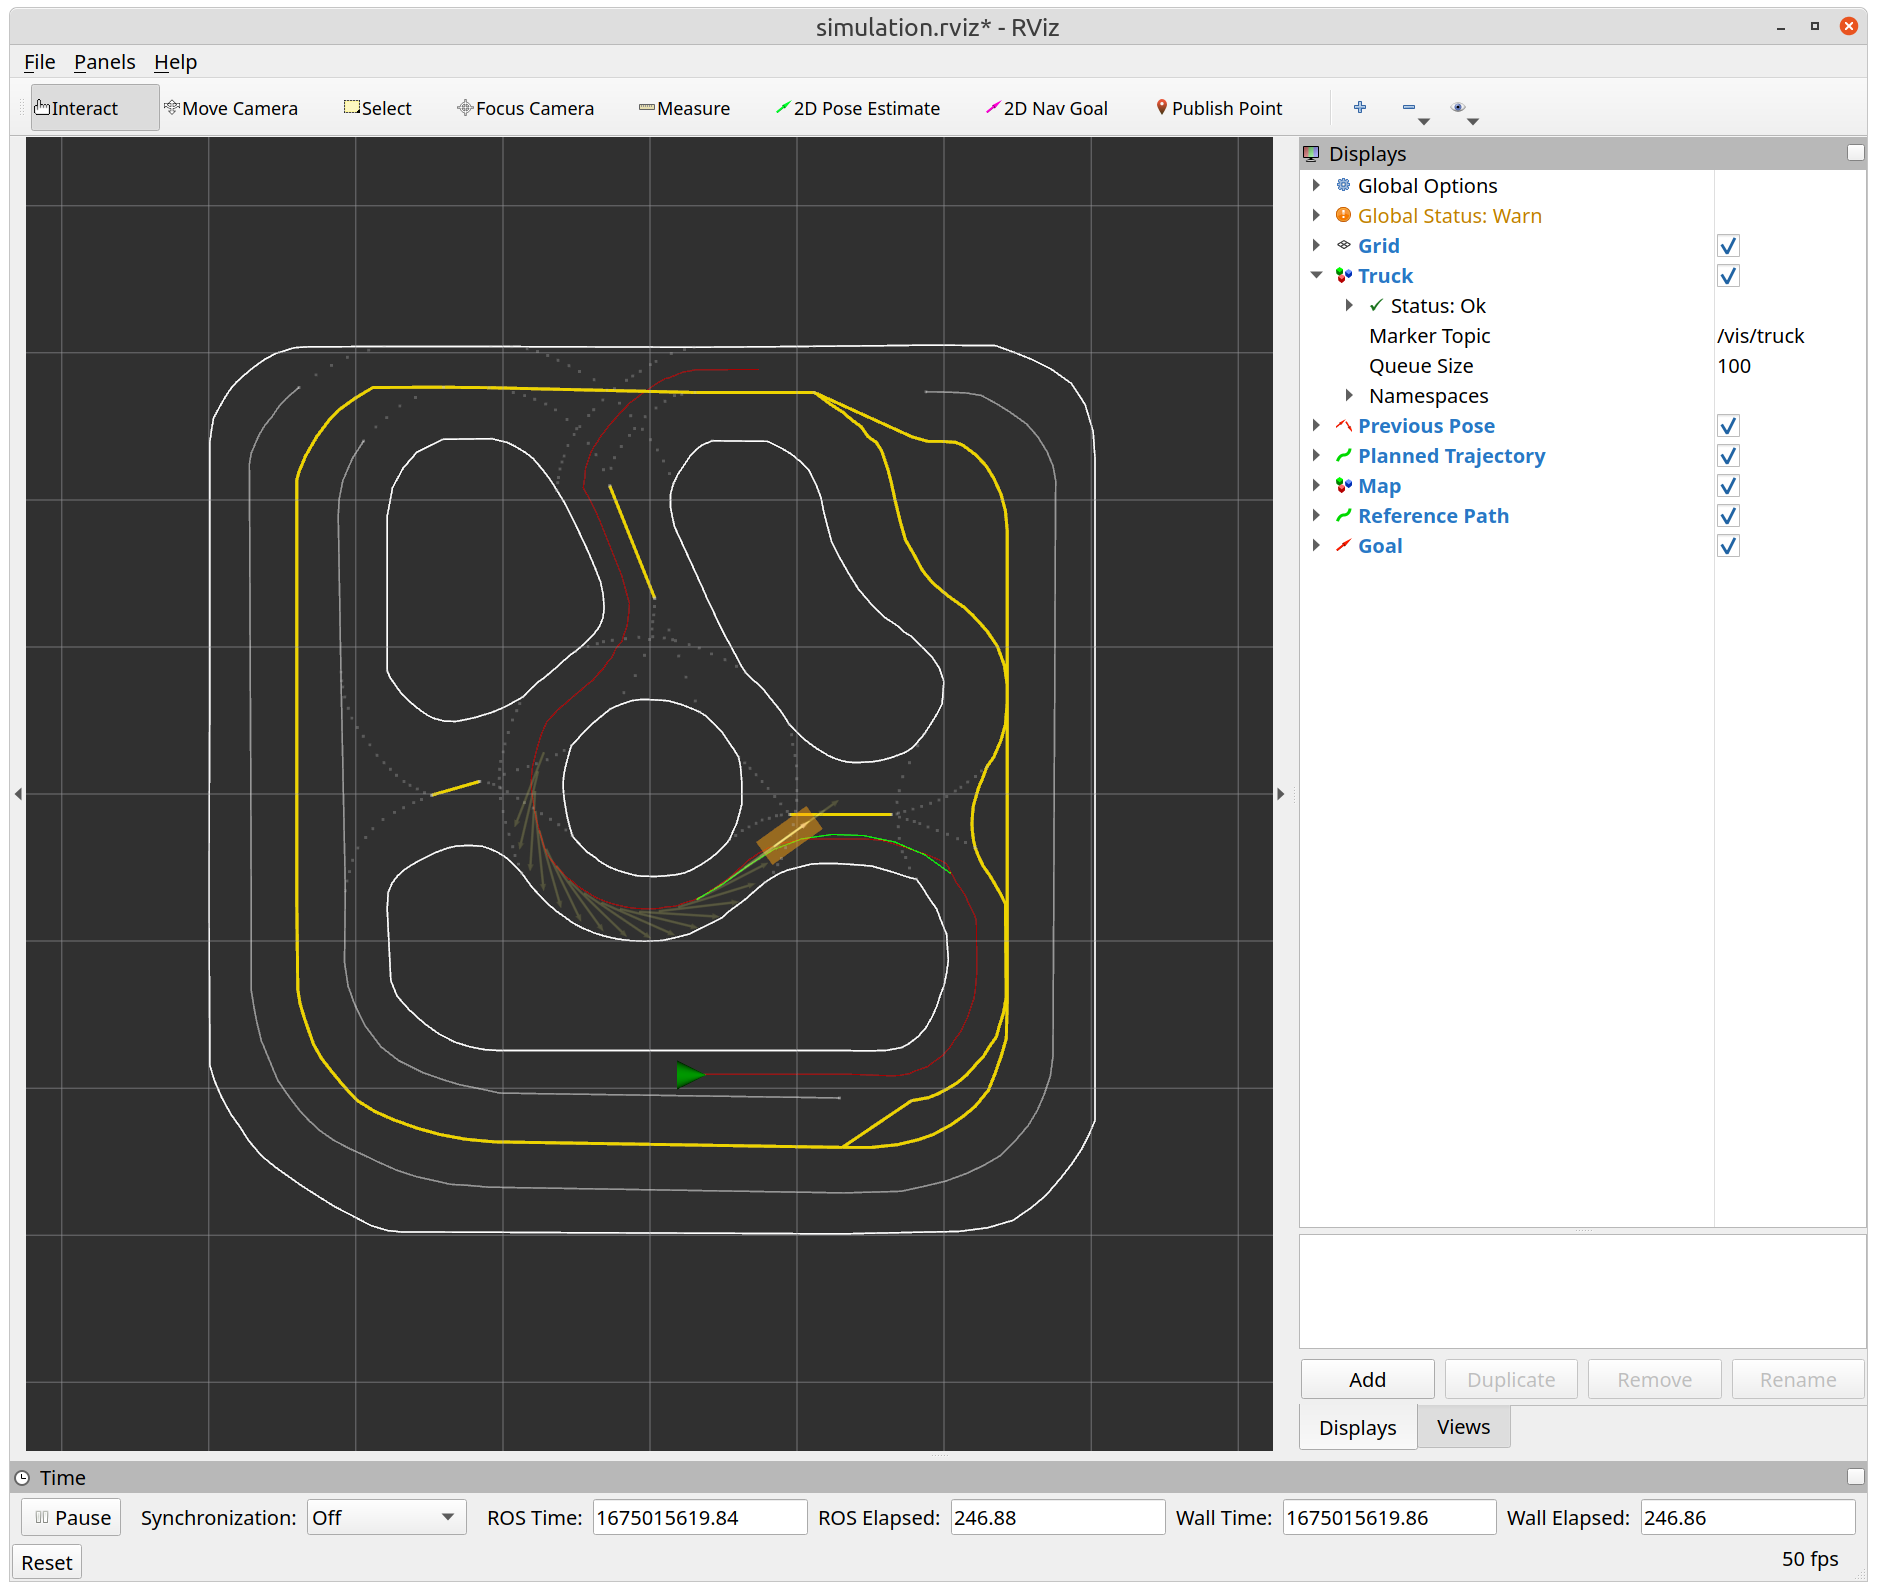 simulation.rviz* - RViz
File Panels Help
Interact Move Camera Select Focus Camera Measure 2D Pose Estimate 2D Nav Goal Publish Point
Displays
Global Options
Global Status: Warn
Grid
Truck
Status: Ok
Marker Topic /vis/truck
Queue Size 100
Namespaces
Previous Pose
Planned Trajectory
Map
Reference Path
Goal
Add Duplicate Remove Rename
Displays Views
Time
Pause Synchronization: Off ROS Time: 1675015619.84 ROS Elapsed: 246.88 Wall Time: 1675015619.86 Wall Elapsed: 246.86
Reset 50 fps